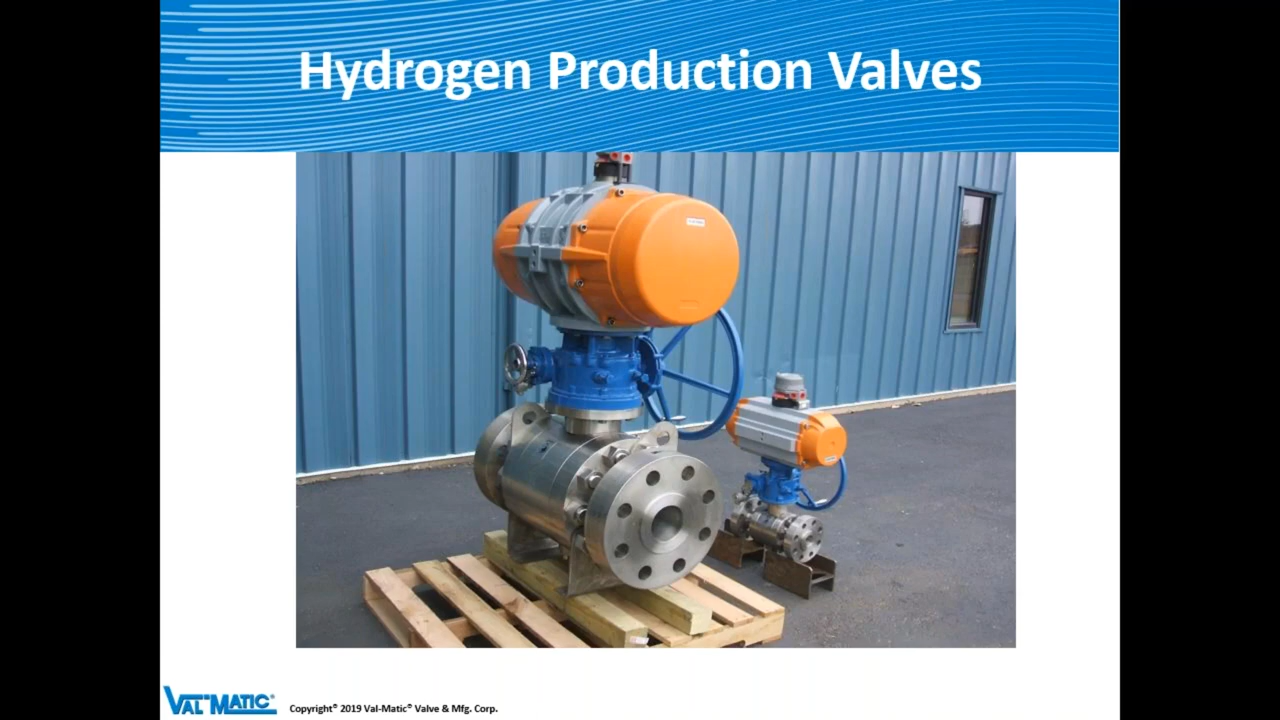 Hydrogen Production Valves
VAL-MATIC®
Copyright® 2019 Val-Matic® Valve & Mfg. Corp.